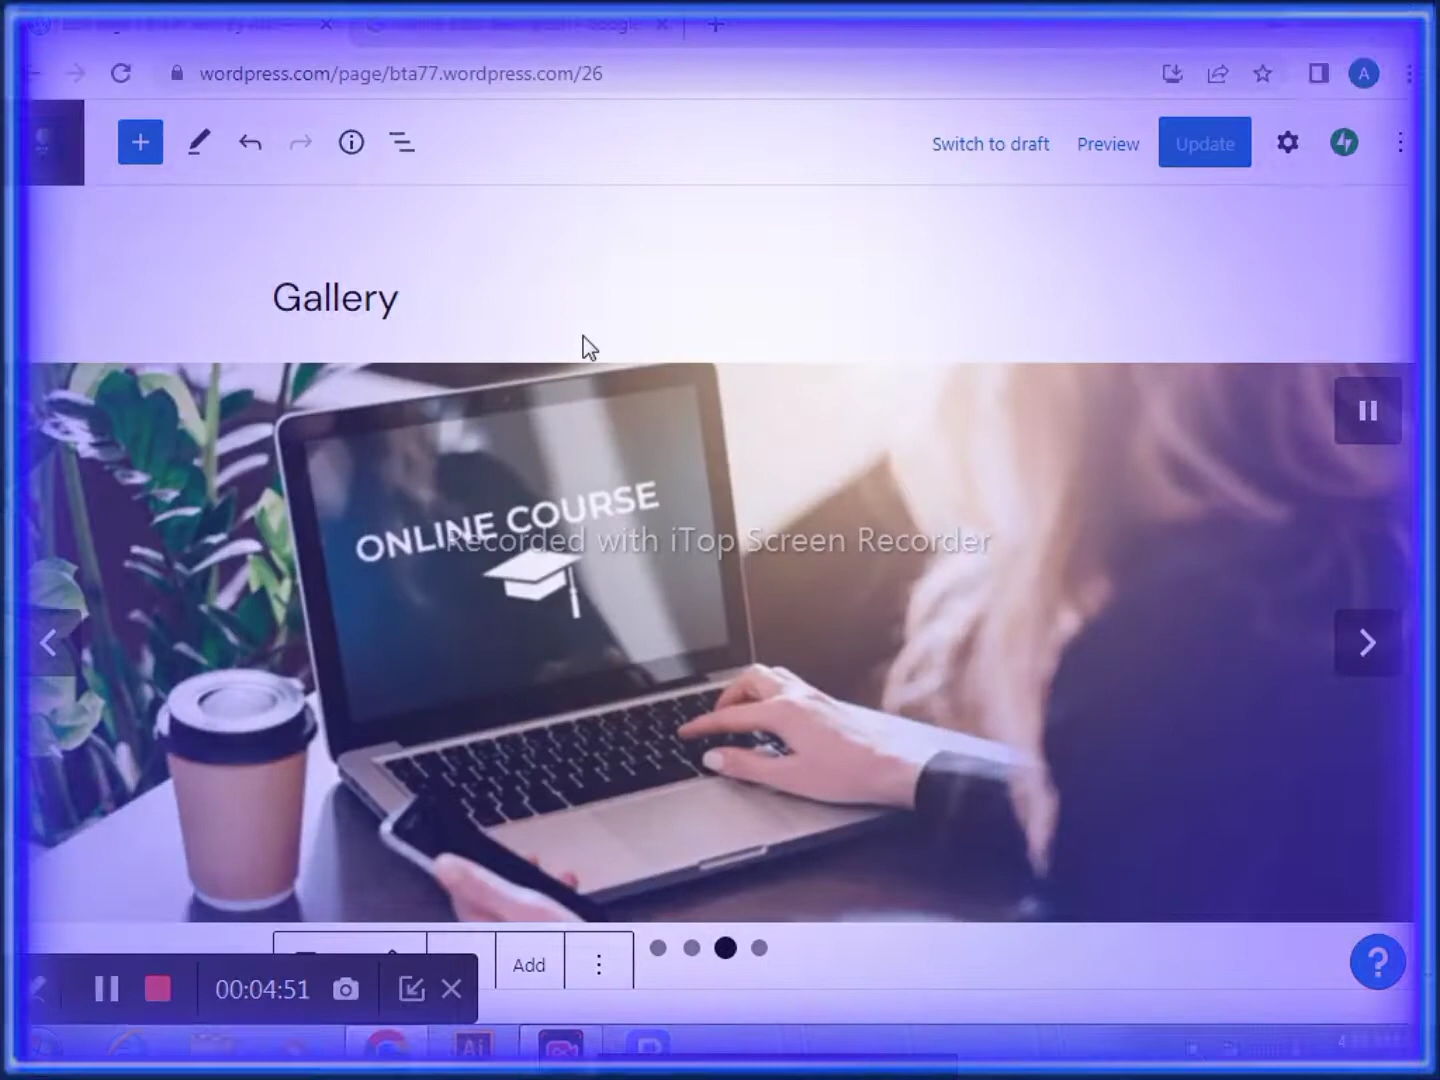 wordpress.com/page/bta77.wordpress.com/26
A
Switch to draft
Preview
Update
Gallery
ONLINE COURSE
Recorded with iTop Screen Recorder
Add
00:04:51
?
Ai